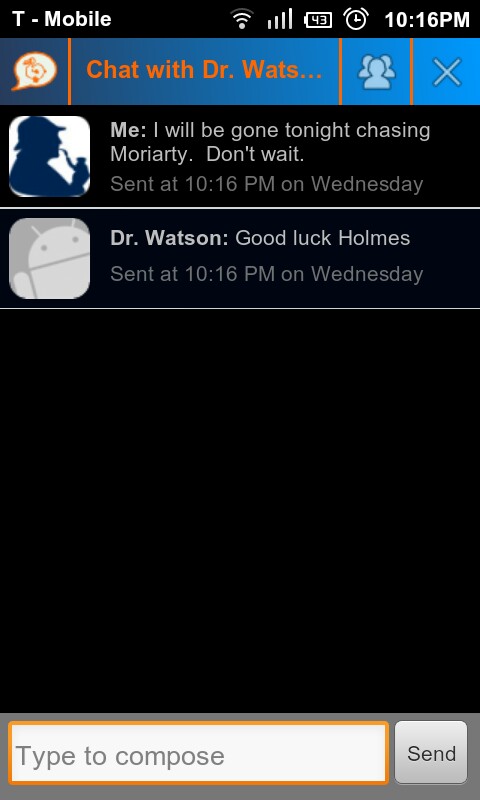 T - Mobile 43 10:16PM
Chat with Dr. Wats...
Me: I will be gone tonight chasing
Moriarty.  Don't wait.
Sent at 10:16 PM on Wednesday
Dr. Watson: Good luck Holmes
Sent at 10:16 PM on Wednesday
Type to compose
Send